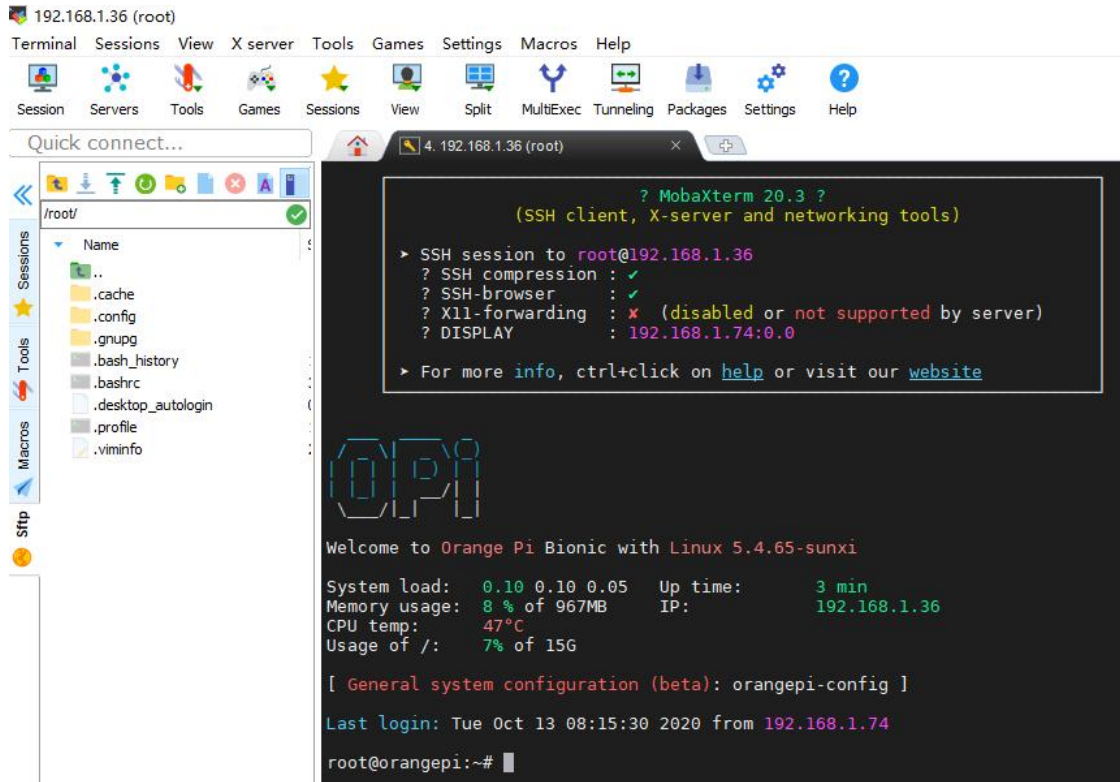 192.168.1.36 (root)
Terminal Sessions View X server Tools Games Settings Macros Help
Session Servers Tools Games Sessions View Split MultiExec Tunneling Packages Settings Help
Quick connect...
4. 192.168.1.36 (root)
/root/
Name
..
.cache
.config
.gnupg
.bash_history
.bashrc
.desktop_autologin
.profile
.viminfo
Sessions
Tools
Macros
Sftp
? MobaXterm 20.3 ?
(SSH client, X-server and networking tools)
➤ SSH session to root@192.168.1.36
? SSH compression : ✔
? SSH-browser : ✔
? X11-forwarding : ✘ (disabled or not supported by server)
? DISPLAY : 192.168.1.74:0.0
➤ For more info, ctrl+click on help or visit our website
OPi
Welcome to Orange Pi Bionic with Linux 5.4.65-sunxi
System load: 0.10 0.10 0.05 Up time: 3 min
Memory usage: 8 % of 967MB IP: 192.168.1.36
CPU temp: 47°C
Usage of /: 7% of 15G
[ General system configuration (beta): orangepi-config ]
Last login: Tue Oct 13 08:15:30 2020 from 192.168.1.74
root@orangepi:~#